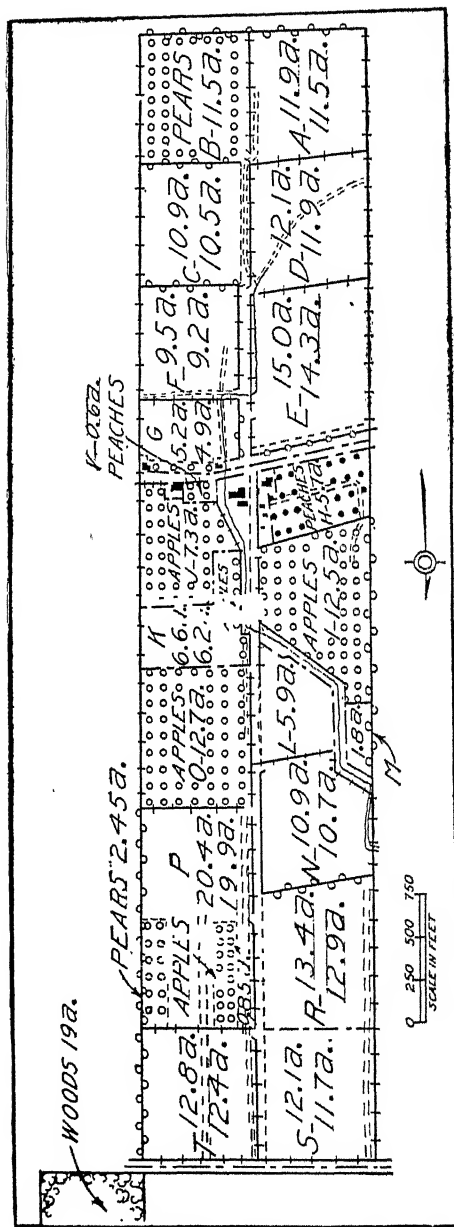 WOODS 19a.
PEARS 2.45a.
V-0.6a.
PEACHES
T-12.8a.
12.4a.
APPLES
P
20.4a.
19.9a.
APPLES
O-12.7a.
K
6.2
APPLES
J-7.3a.
G
5.2a.
4.9a.
F-9.5a.
9.2a.
C-10.9a.
10.5a.
PEARS
B-11.5a.
S-12.1a.
11.7a.
R-13.4a.
12.9a.
N-10.9a.
10.7a.
L-5.9a.
1.8a.
M
APPLES
I-12.5a.
PEACHES
H-5.7a.
E-15.0a.
14.3a.
12.1a.
D-11.9a.
A-11.9a.
11.5a.
0 250 500 750
SCALE IN FEET